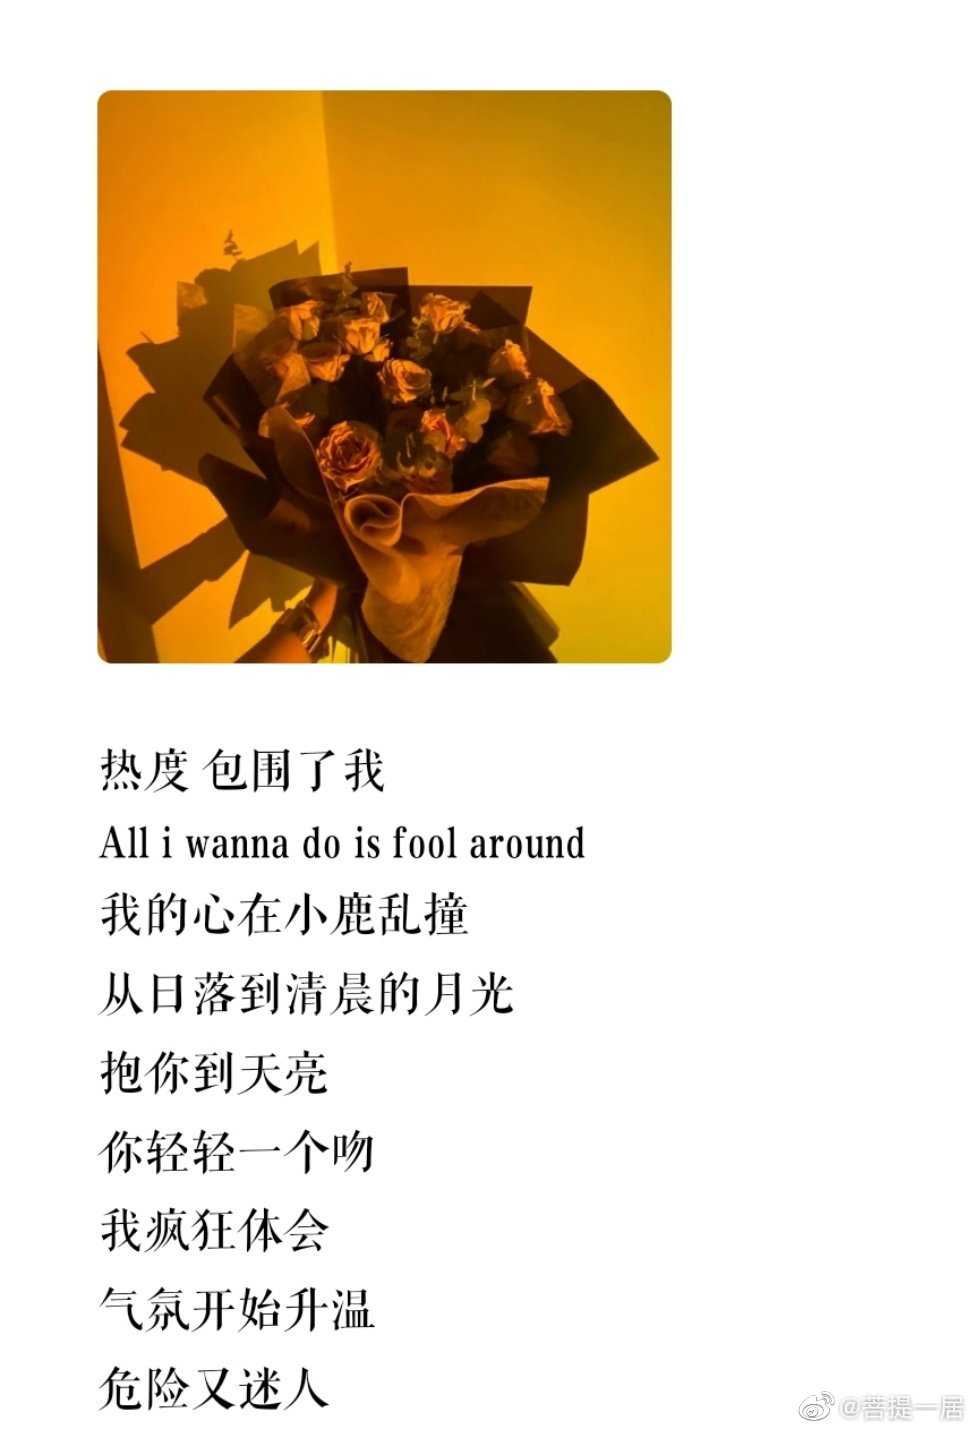 热度 包围了我
All i wanna do is fool around
我的心在小鹿乱撞
从日落到清晨的月光
抱你到天亮
你轻轻一个吻
我疯狂体会
气氛开始升温
危险又迷人
@菩提一居